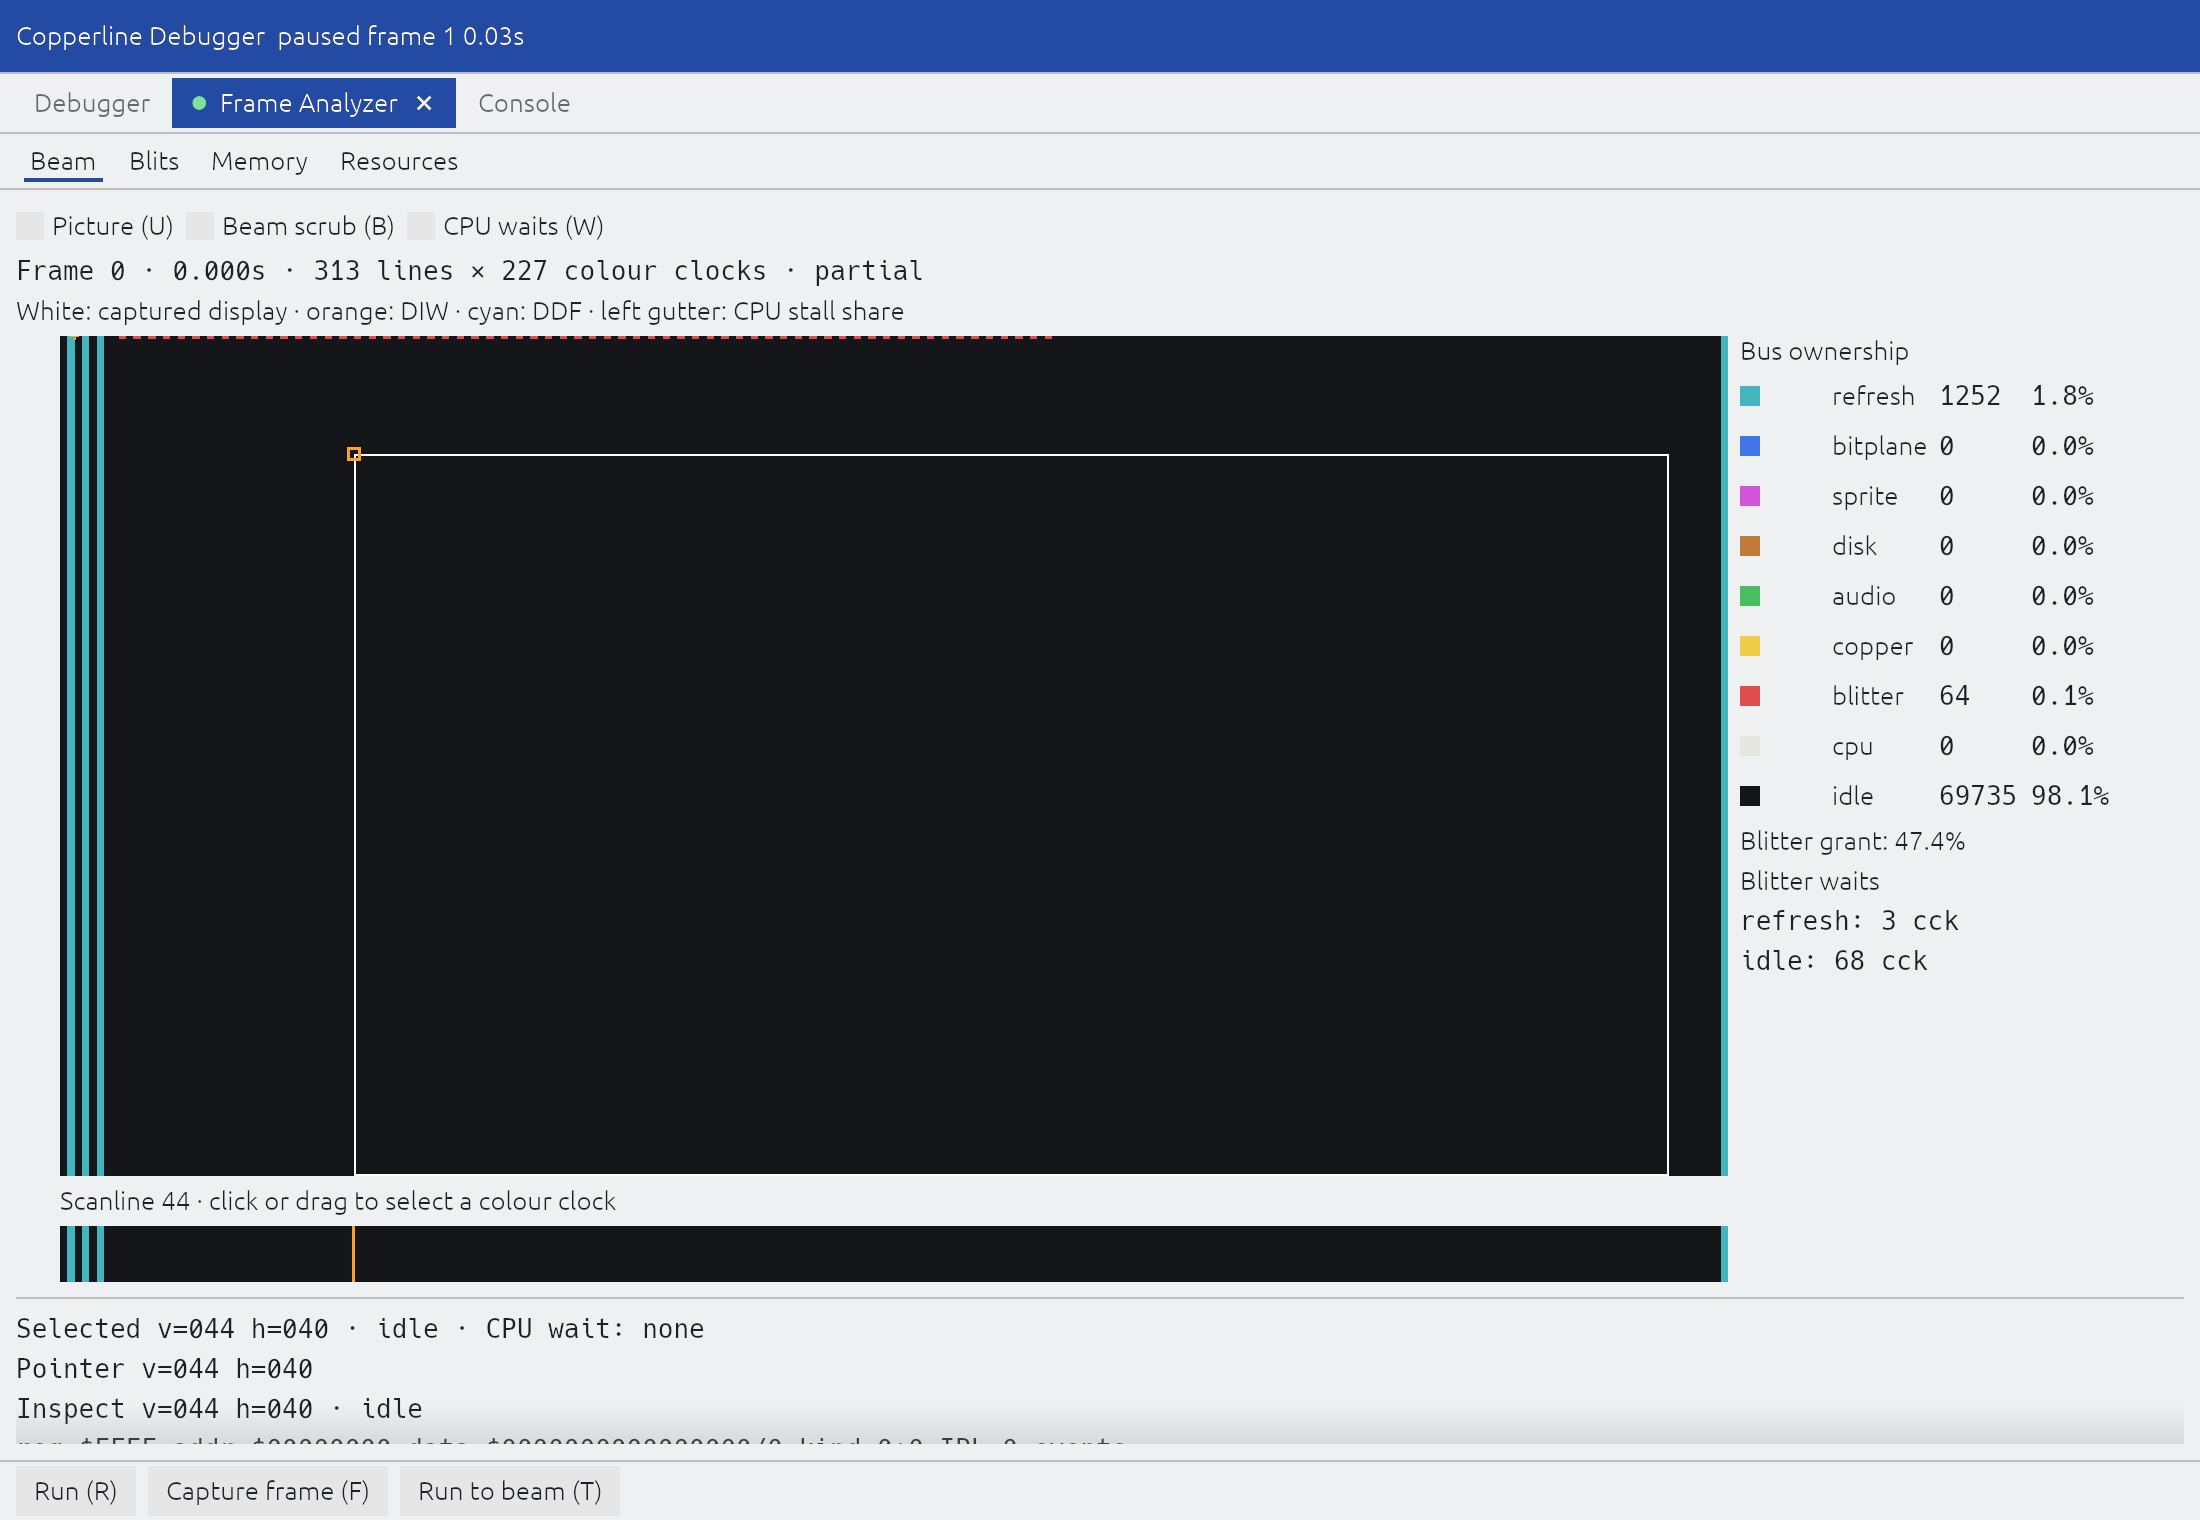 Copperline Debugger paused frame 1 0.03s
Debugger Frame Analyzer ✕ Console
Beam Blits Memory Resources
Picture (U) Beam scrub (B) CPU waits (W)
Frame 0 · 0.000s · 313 lines × 227 colour clocks · partial
White: captured display · orange: DIW · cyan: DDF · left gutter: CPU stall share
Bus ownership
refresh 1252 1.8%
bitplane 0 0.0%
sprite 0 0.0%
disk 0 0.0%
audio 0 0.0%
copper 0 0.0%
blitter 64 0.1%
cpu 0 0.0%
idle 69735 98.1%
Blitter grant: 47.4%
Blitter waits
refresh: 3 cck
idle: 68 cck
Scanline 44 · click or drag to select a colour clock
Selected v=044 h=040 · idle · CPU wait: none
Pointer v=044 h=040
Inspect v=044 h=040 · idle
Run (R) Capture frame (F) Run to beam (T)